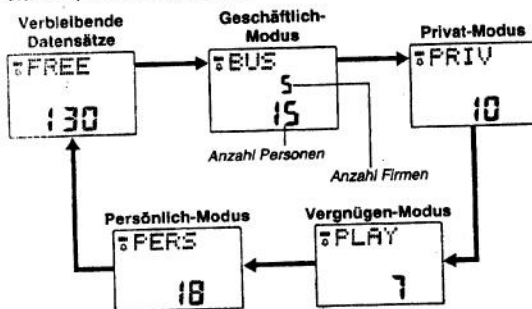 Verbleibende
Datensätze
FREE
130
Geschäftlich-
Modus
BUS
5
15
Anzahl Personen
Anzahl Firmen
Privat-Modus
PRIV
10
Vergnügen-Modus
PLAY
7
Persönlich-Modus
PERS
18